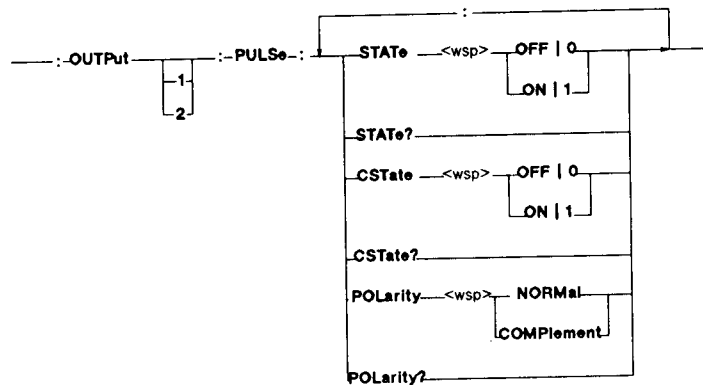 :
: OUTPut 1 2 : PULSe : STATe <wsp> OFF | 0
ON | 1
STATe?
CSTate <wsp> OFF | 0
ON | 1
CSTate?
POLarity <wsp> NORMal
COMPlement
POLarity?